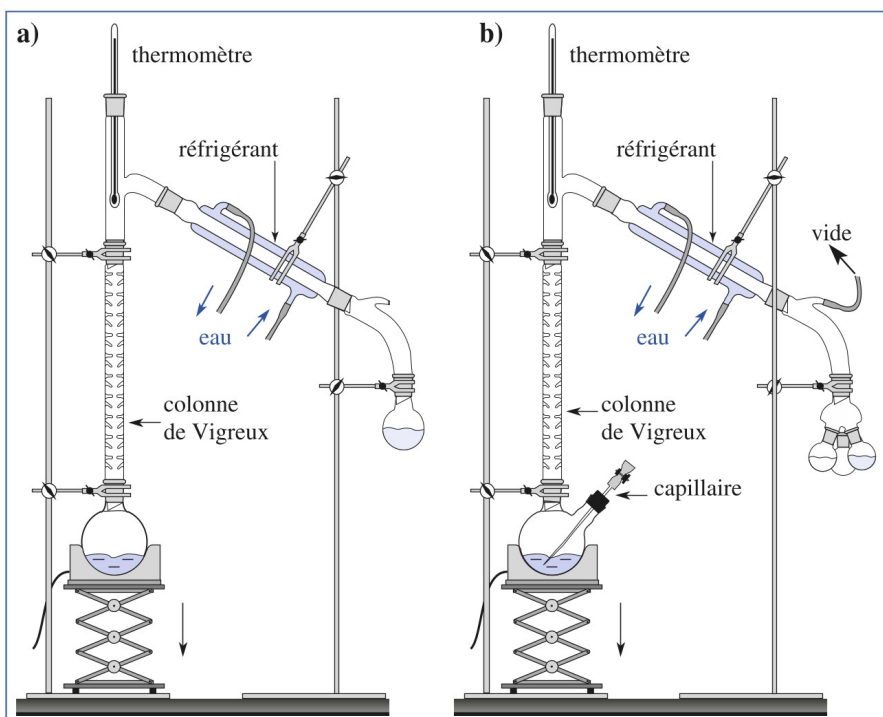 a)
thermomètre
réfrigérant
eau
colonne
de Vigreux
b)
thermomètre
réfrigérant
vide
eau
colonne
de Vigreux
capillaire